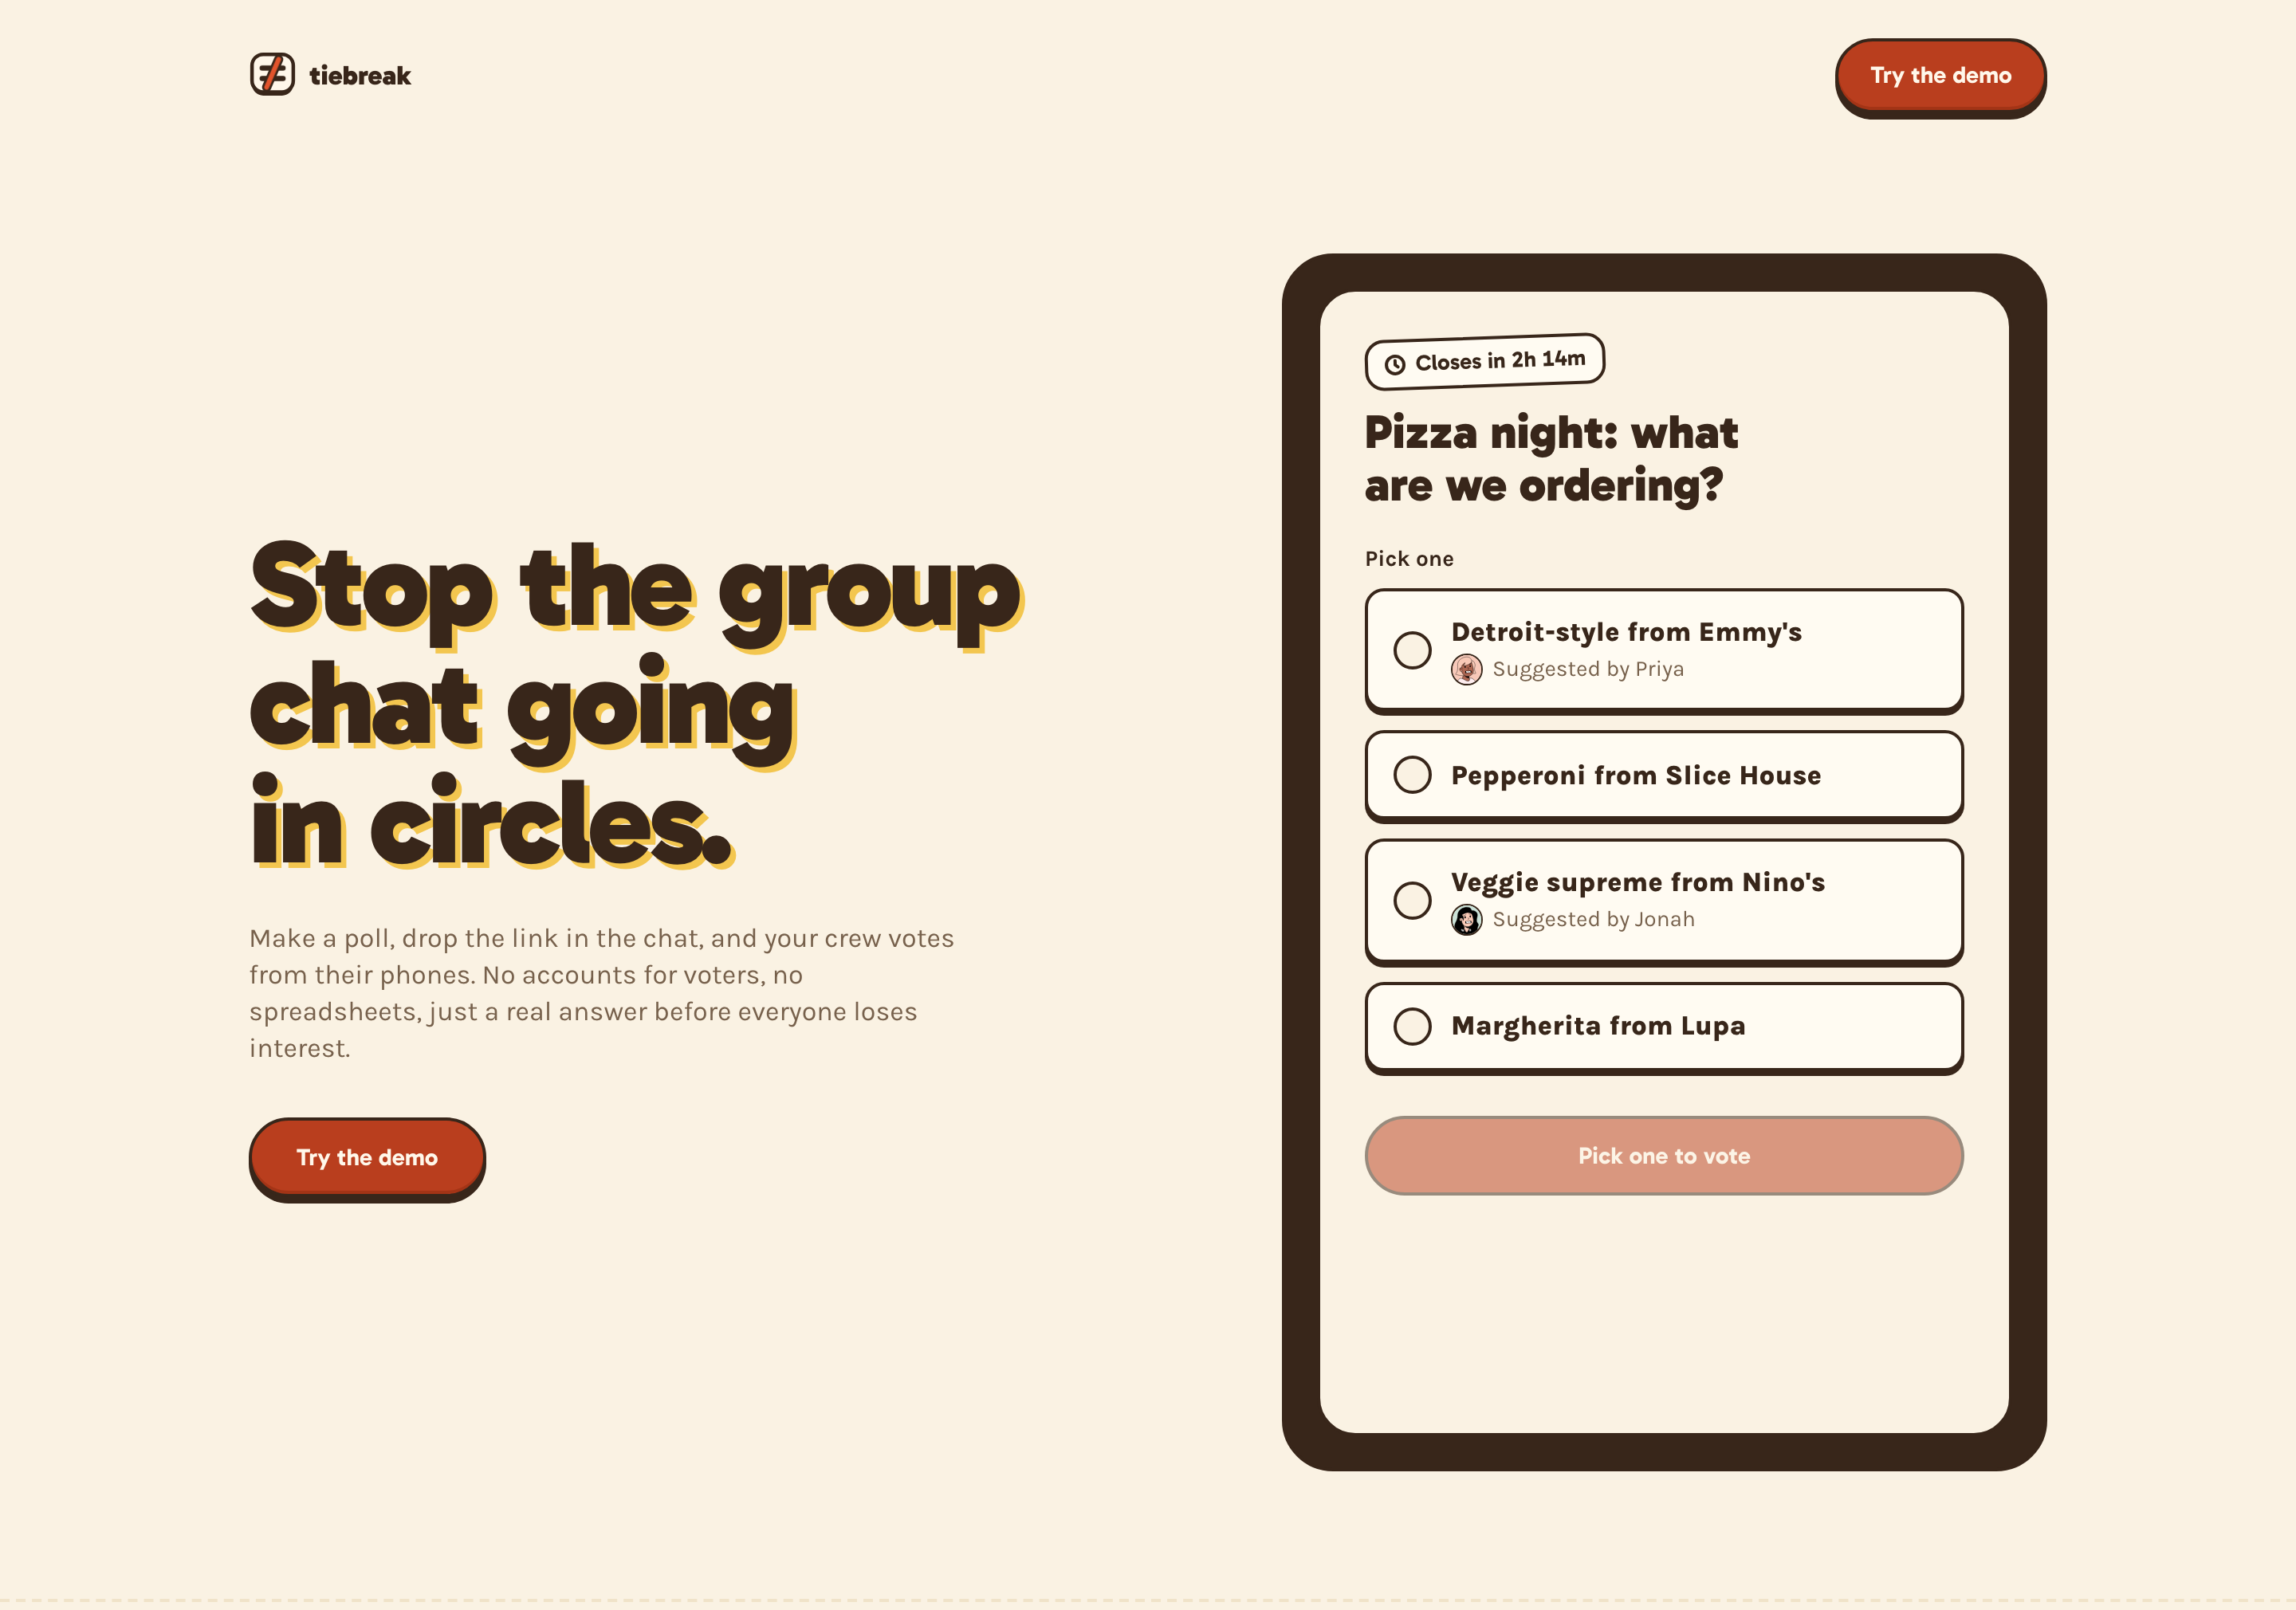 tiebreak
Try the demo
Stop the group
chat going
in circles.
Make a poll, drop the link in the chat, and your crew votes
from their phones. No accounts for voters, no
spreadsheets, just a real answer before everyone loses
interest.
Try the demo
Closes in 2h 14m
Pizza night: what
are we ordering?
Pick one
Detroit-style from Emmy's
Suggested by Priya
Pepperoni from Slice House
Veggie supreme from Nino's
Suggested by Jonah
Margherita from Lupa
Pick one to vote